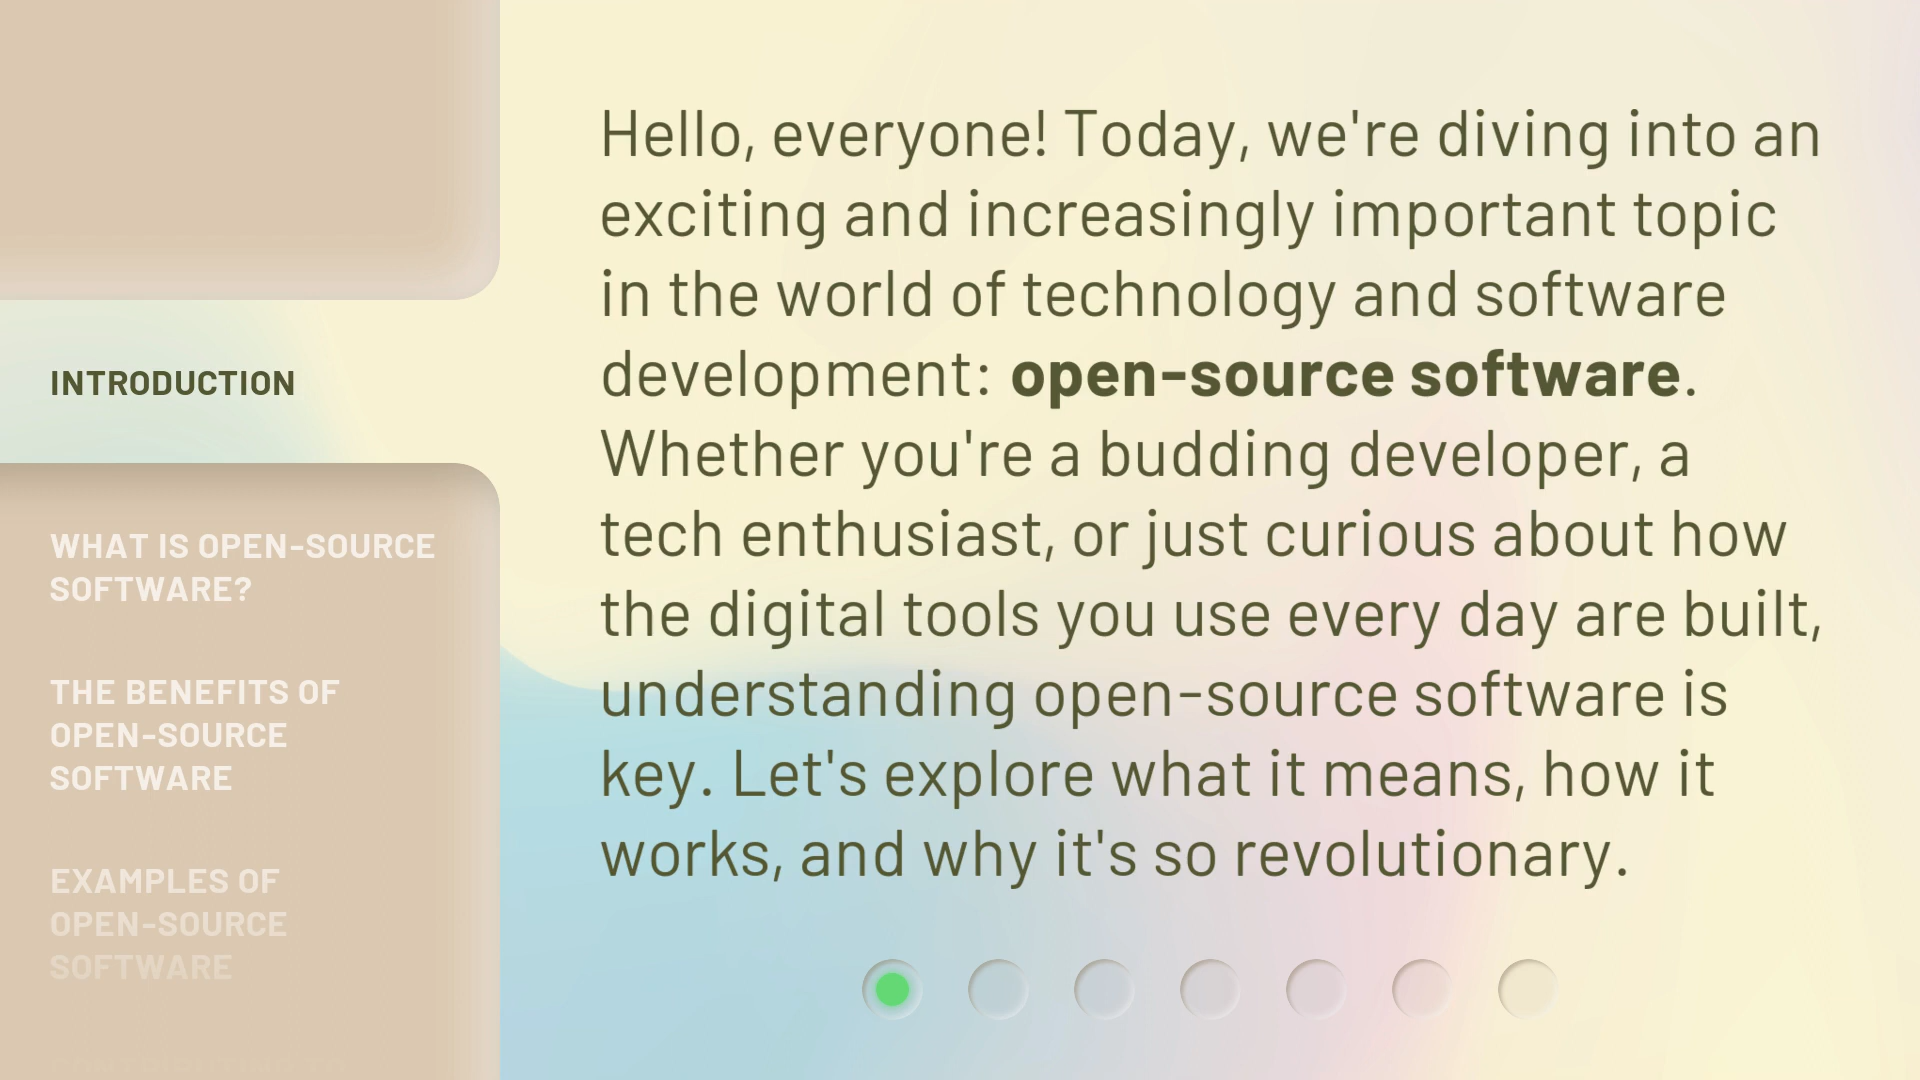 INTRODUCTION
WHAT IS OPEN-SOURCE
SOFTWARE?
THE BENEFITS OF
OPEN-SOURCE
SOFTWARE
EXAMPLES OF
OPEN-SOURCE
SOFTWARE
CONTRIBUTING TO
Hello, everyone! Today, we're diving into an
exciting and increasingly important topic
in the world of technology and software
development: open-source software.
Whether you're a budding developer, a
tech enthusiast, or just curious about how
the digital tools you use every day are built,
understanding open-source software is
key. Let's explore what it means, how it
works, and why it's so revolutionary.